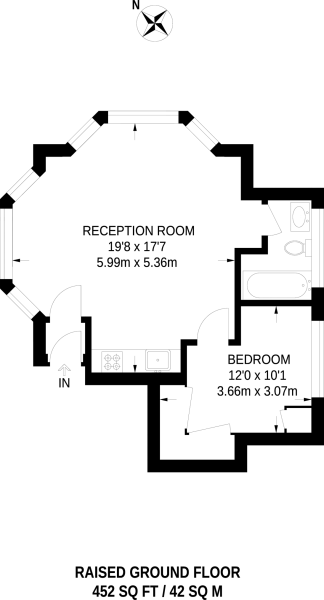 N
RECEPTION ROOM
19'8 x 17'7
5.99m x 5.36m
BEDROOM
12'0 x 10'1
3.66m x 3.07m
IN
RAISED GROUND FLOOR
452 SQ FT / 42 SQ M